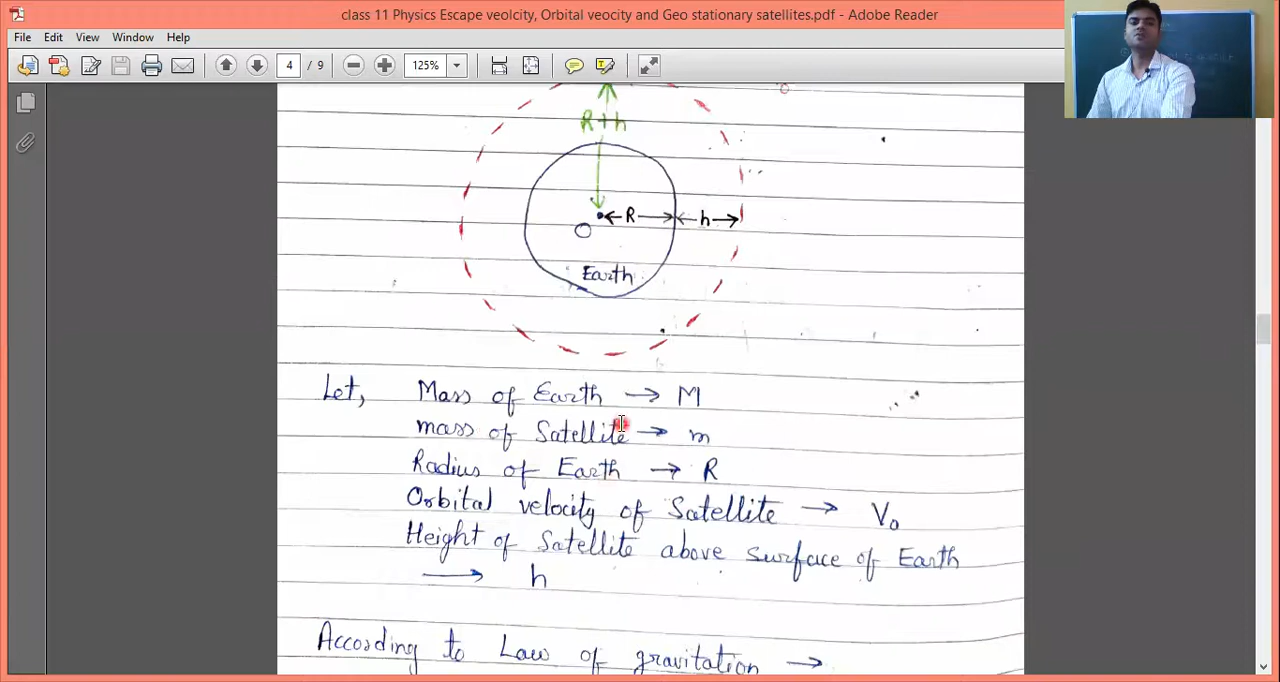 class 11 Physics Escape veolcity, Orbital veocity and Geo stationary satellites.pdf - Adobe Reader
File Edit View Window Help
4 / 9 125%
R+h
R h
O
Earth
Let, Mass of Earth → M
mass of Satellite → m
Radius of Earth → R
Orbital velocity of Satellite → Vo
Height of Satellite above surface of Earth
→ h
According to Law of gravitation →